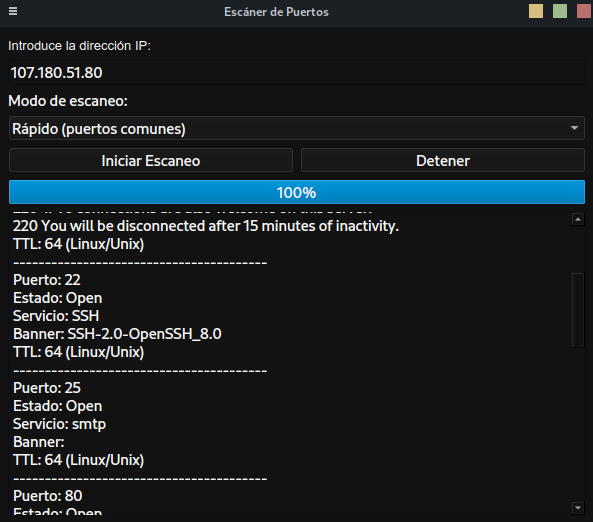 Escáner de Puertos
Introduce la dirección IP:
107.180.51.80
Modo de escaneo:
Rápido (puertos comunes)
Iniciar Escaneo
Detener
100%
220 You will be disconnected after 15 minutes of inactivity.
TTL: 64 (Linux/Unix)
----------------------------------------
Puerto: 22
Estado: Open
Servicio: SSH
Banner: SSH-2.0-OpenSSH_8.0
TTL: 64 (Linux/Unix)
----------------------------------------
Puerto: 25
Estado: Open
Servicio: smtp
Banner:
TTL: 64 (Linux/Unix)
----------------------------------------
Puerto: 80
Estado: Open